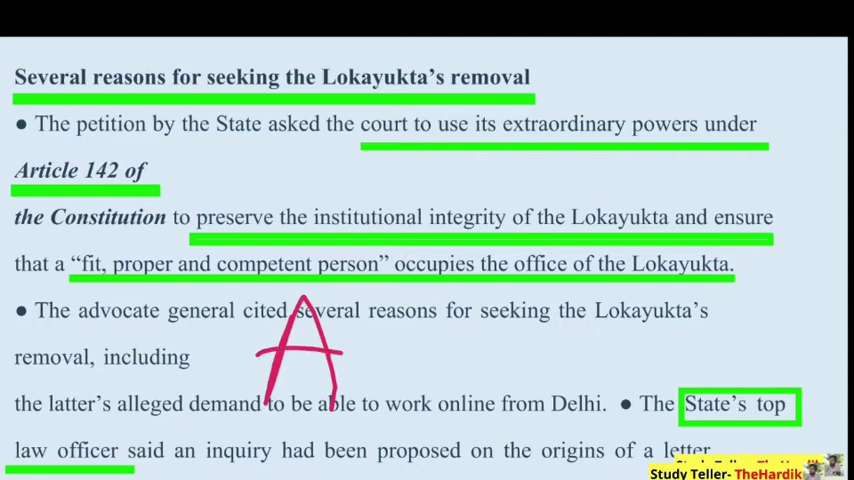 Several reasons for seeking the Lokayukta’s removal
● The petition by the State asked the court to use its extraordinary powers under
Article 142 of
the Constitution to preserve the institutional integrity of the Lokayukta and ensure
that a “fit, proper and competent person” occupies the office of the Lokayukta.
● The advocate general cited several reasons for seeking the Lokayukta’s
removal, including
the latter’s alleged demand to be able to work online from Delhi. ● The State’s top
law officer said an inquiry had been proposed on the origins of a letter
A
Study Teller- TheHardik
Study Teller- TheHardik